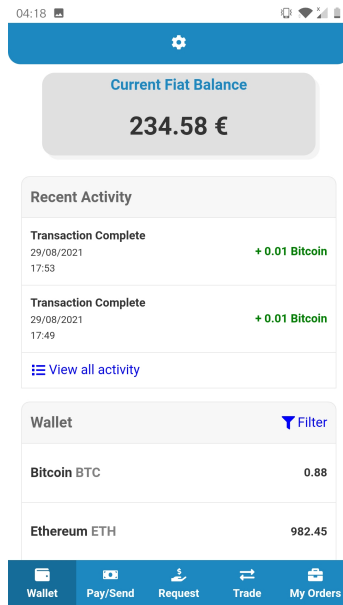 04:18
Current Fiat Balance
234.58 €
Recent Activity
Transaction Complete
29/08/2021
17:53
+ 0.01 Bitcoin
Transaction Complete
29/08/2021
17:49
+ 0.01 Bitcoin
View all activity
Wallet Filter
Bitcoin BTC 0.88
Ethereum ETH 982.45
Wallet Pay/Send Request Trade My Orders